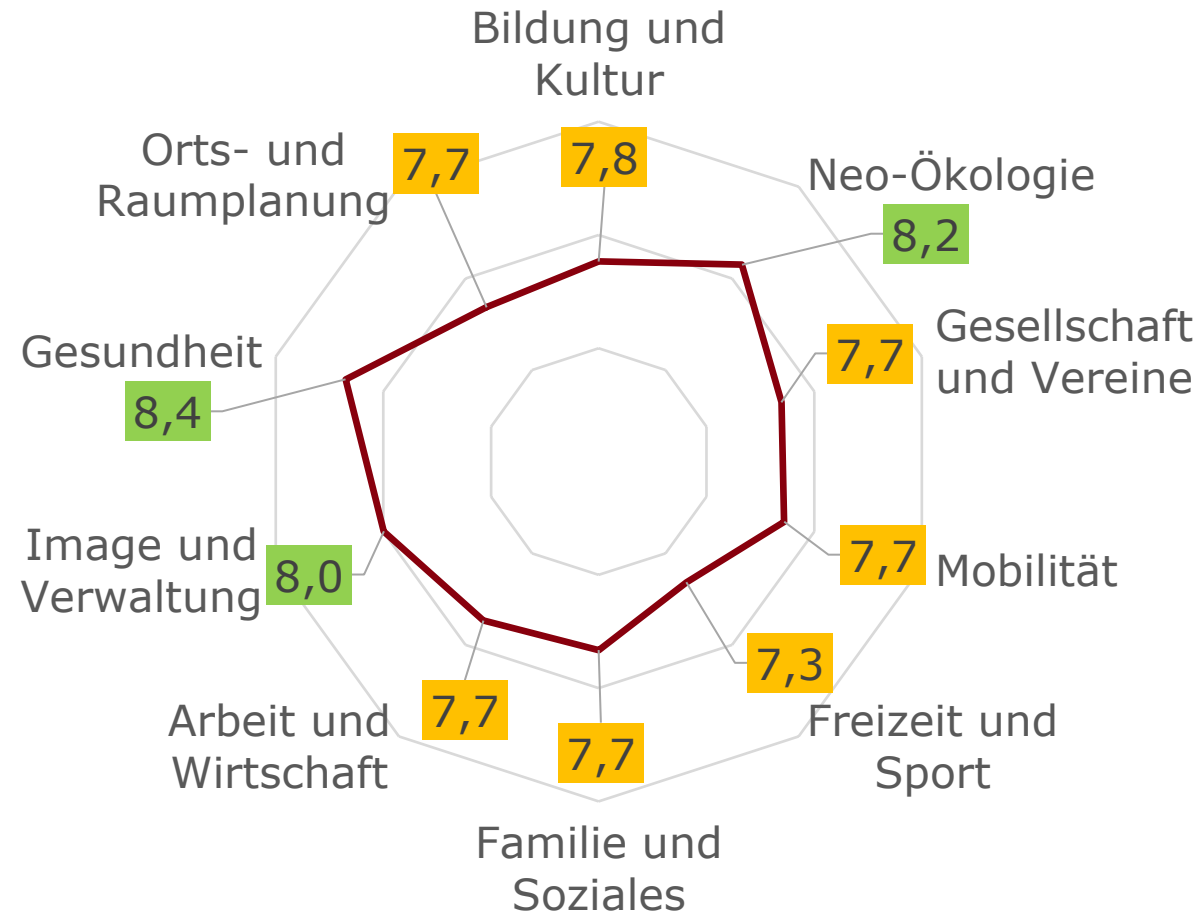 Bildung und
Kultur
7,8
Neo-Ökologie
8,2
Gesellschaft
und Vereine
7,7
Mobilität
7,7
Freizeit und
Sport
7,3
Familie und
Soziales
7,7
Arbeit und
Wirtschaft
7,7
Image und
Verwaltung
8,0
Gesundheit
8,4
Orts- und
Raumplanung
7,7